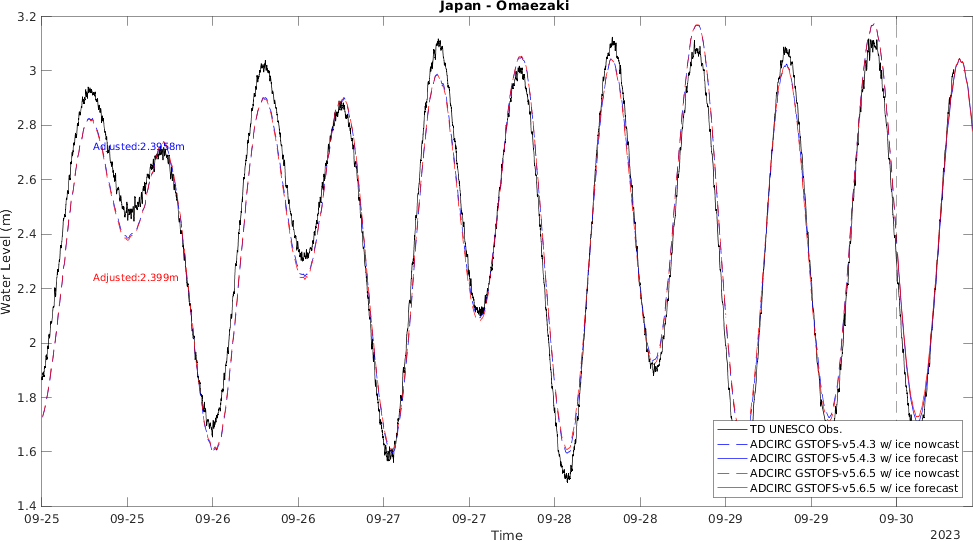 Japan - Omaezaki
3.2
3
2.8
2.6
2.4
2.2
2
1.8
1.6
1.4
Water Level (m)
Adjusted:2.3958m
Adjusted:2.399m
TD UNESCO Obs.
ADCIRC GSTOFS-v5.4.3 w/ ice nowcast
ADCIRC GSTOFS-v5.4.3 w/ ice forecast
ADCIRC GSTOFS-v5.6.5 w/ ice nowcast
ADCIRC GSTOFS-v5.6.5 w/ ice forecast
09-25 09-25 09-26 09-26 09-27 09-27 09-28 09-28 09-29 09-29 09-30
Time
2023